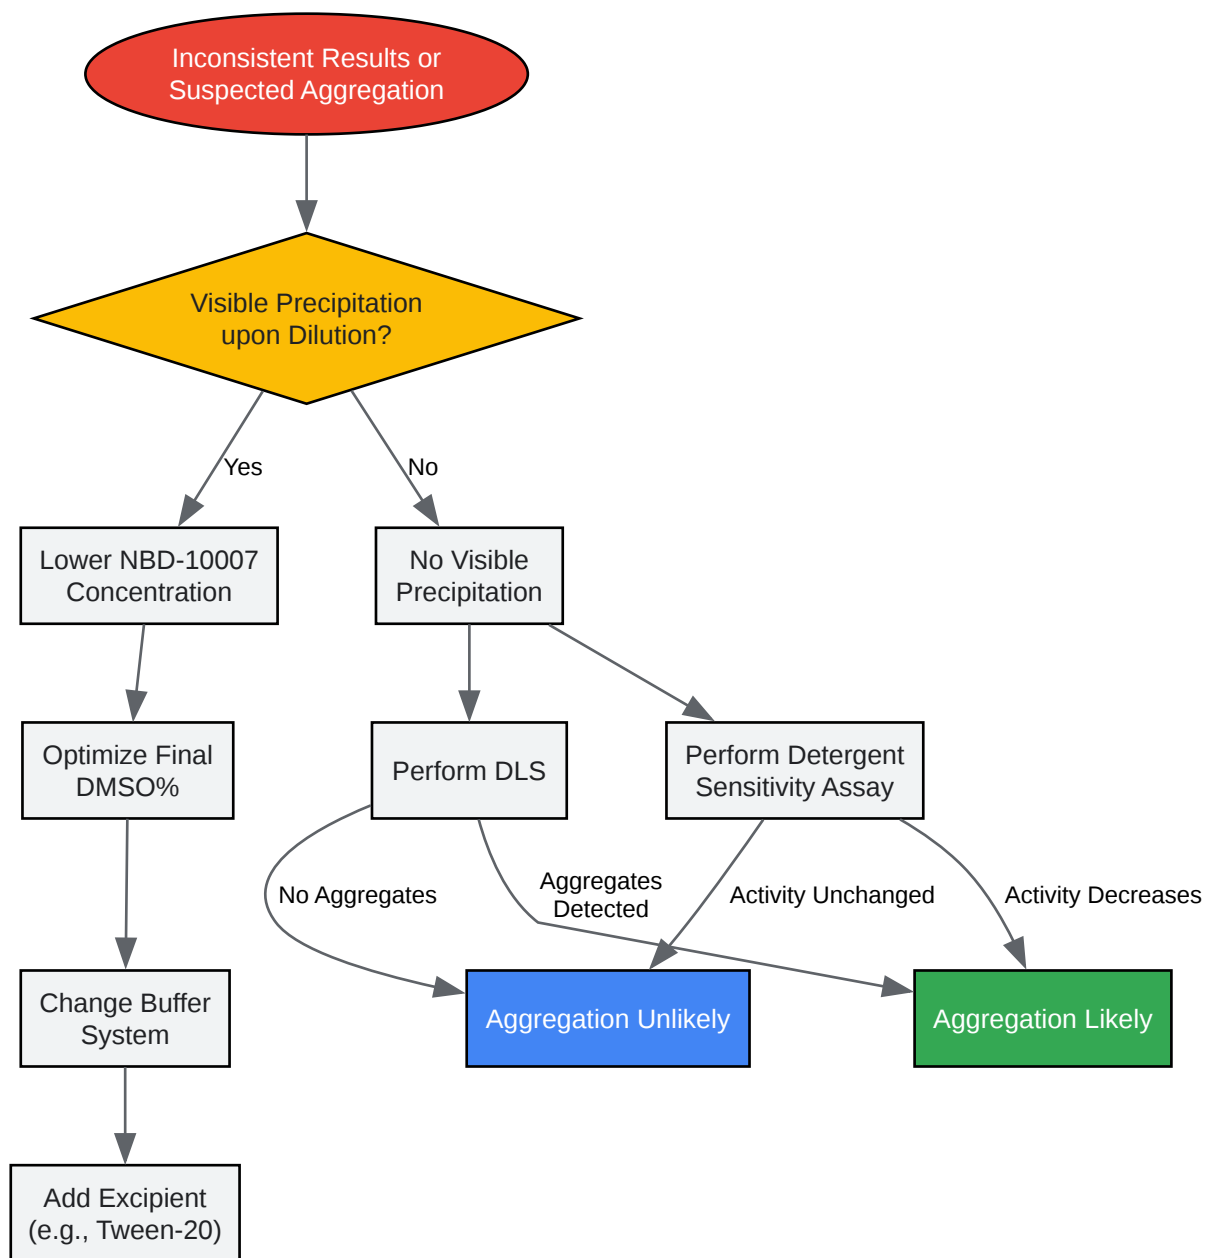 Inconsistent Results or
Suspected Aggregation
Visible Precipitation
upon Dilution?
Yes
No
Lower NBD-10007
Concentration
No Visible
Precipitation
Optimize Final
DMSO%
Perform DLS
Perform Detergent
Sensitivity Assay
No Aggregates
Aggregates
Detected
Activity Unchanged
Activity Decreases
Change Buffer
System
Aggregation Unlikely
Aggregation Likely
Add Excipient
(e.g., Tween-20)